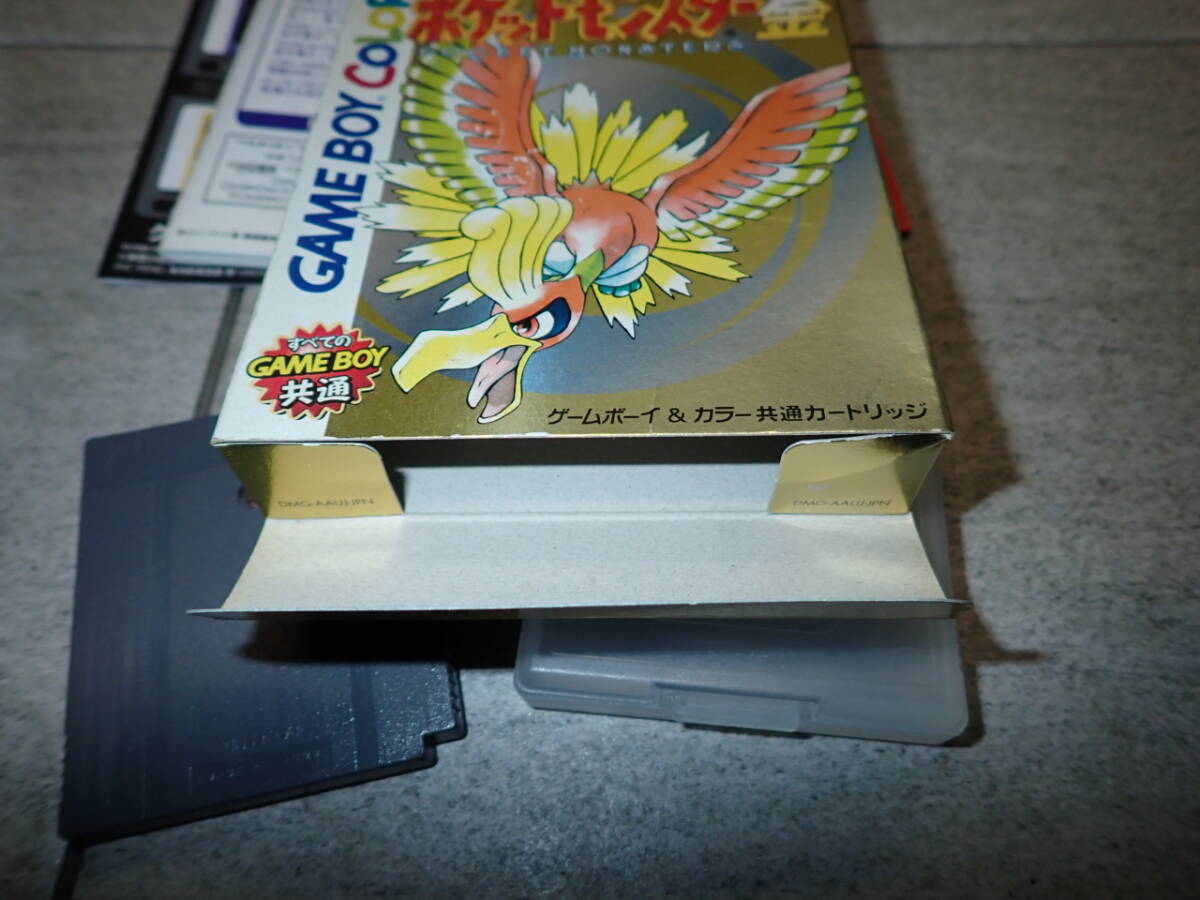 ポケットモンスター金
POCKET MONSTERS
GAME BOY COLOR
すべての
GAME BOY
共通
ゲームボーイ & カラー共通カートリッジ
DMG-AAUJ-JPN
DMG-AAUJ-JPN